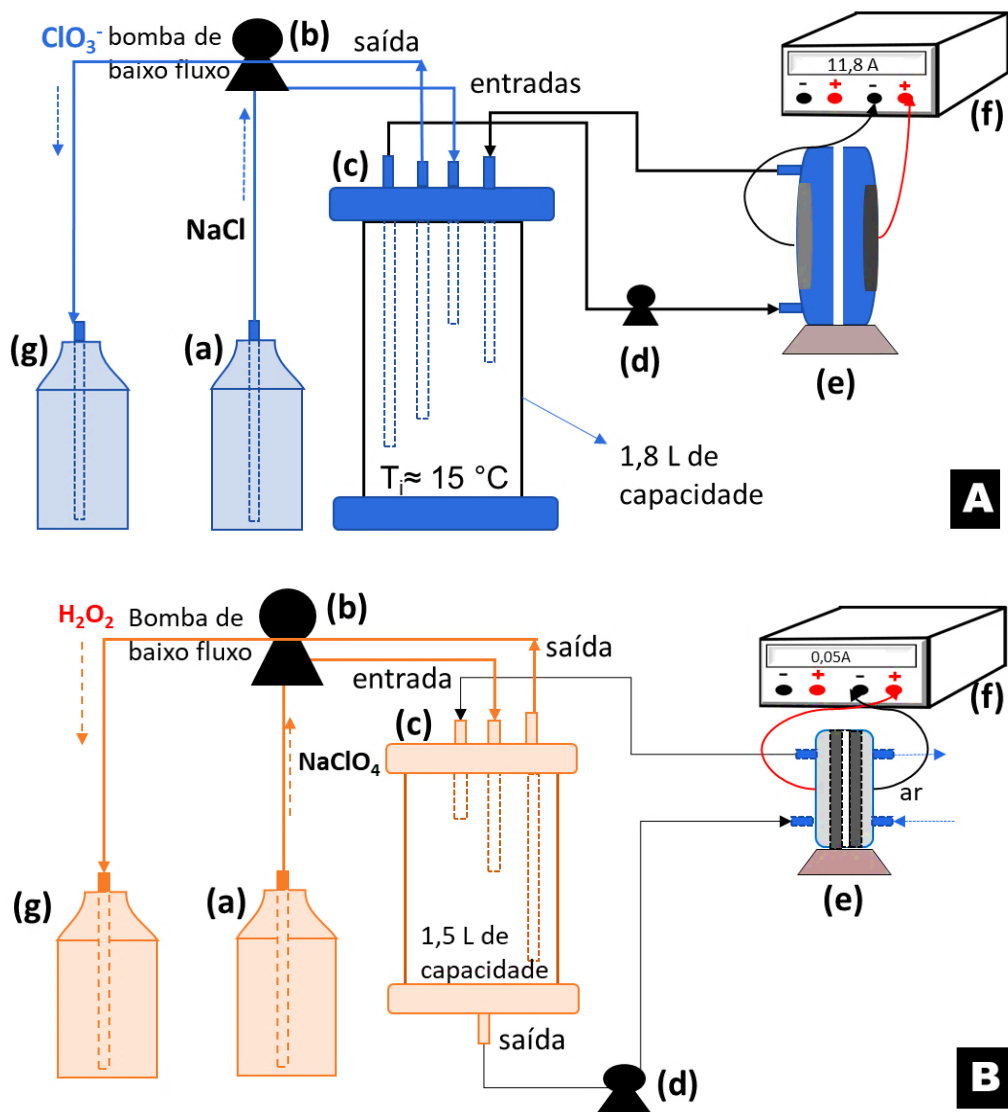 ClO₃⁻ bomba de
baixo fluxo
(b)
saída
entradas
11,8 A
- + - +
(f)
(c)
NaCl
(g)
(a)
(d)
(e)
Tᵢ≈ 15 °C
1,8 L de
capacidade
A
H₂O₂ Bomba de
baixo fluxo
(b)
saída
entrada
0,05A
- + - +
(f)
(c)
NaClO₄
ar
(g)
(a)
(e)
1,5 L de
capacidade
saída
(d)
B